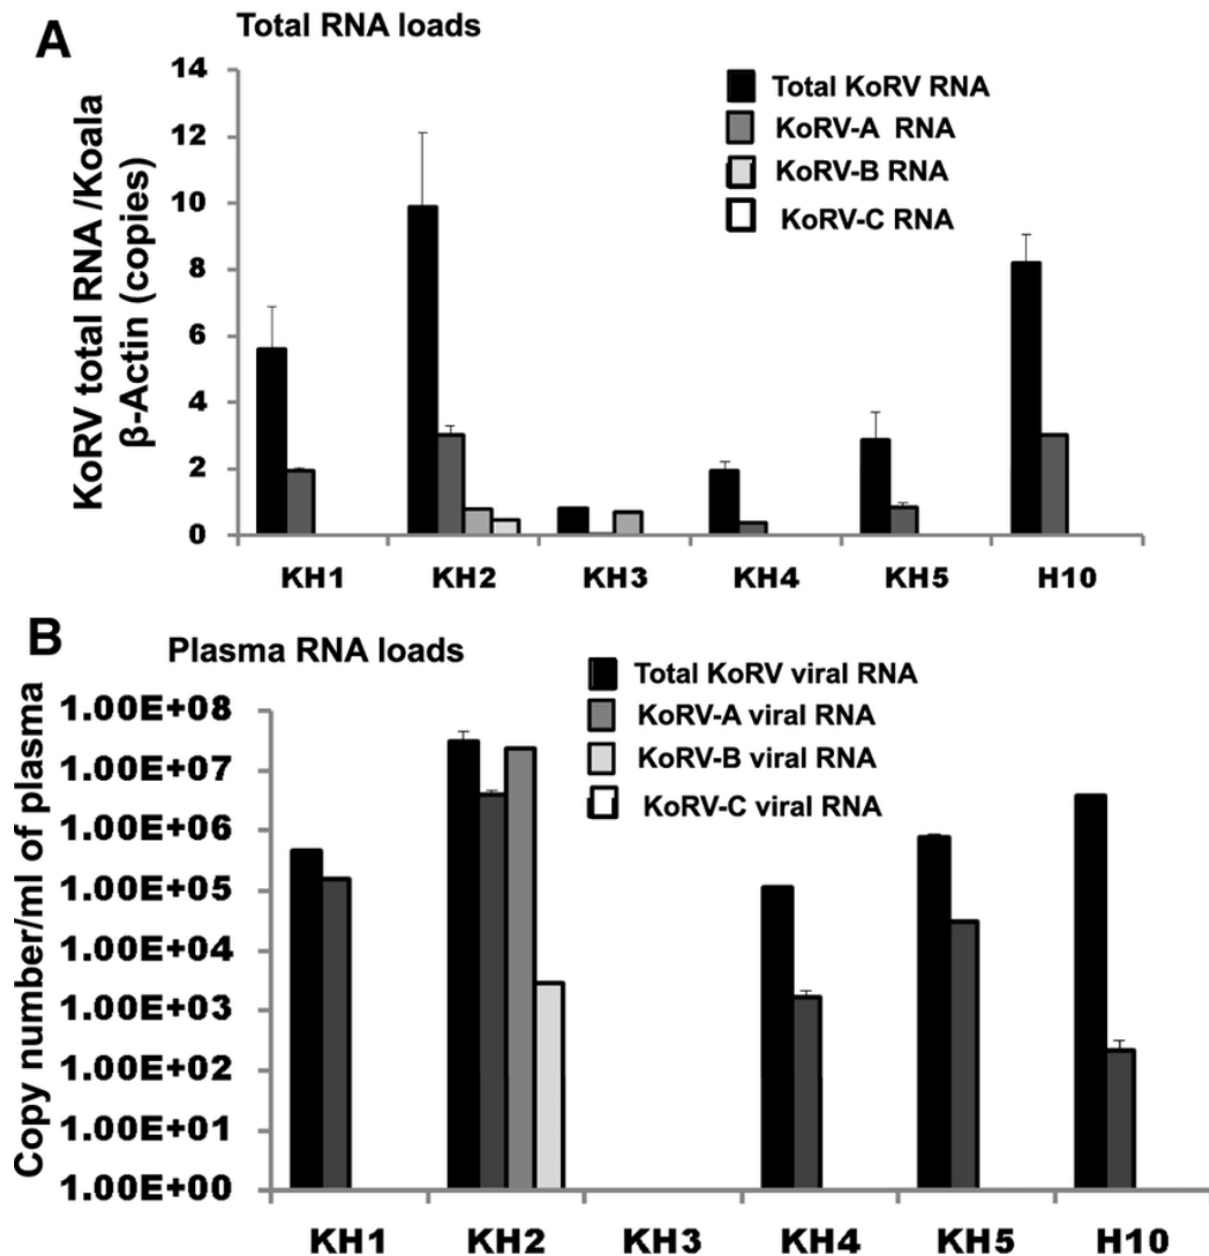 A
Total RNA loads
KoRV total RNA /Koala
β-Actin (copies)
14
12
10
8
6
4
2
0
Total KoRV RNA
KoRV-A RNA
KoRV-B RNA
KoRV-C RNA
KH1 KH2 KH3 KH4 KH5 H10
B
Plasma RNA loads
Copy number/ml of plasma
1.00E+08
1.00E+07
1.00E+06
1.00E+05
1.00E+04
1.00E+03
1.00E+02
1.00E+01
1.00E+00
Total KoRV viral RNA
KoRV-A viral RNA
KoRV-B viral RNA
KoRV-C viral RNA
KH1 KH2 KH3 KH4 KH5 H10